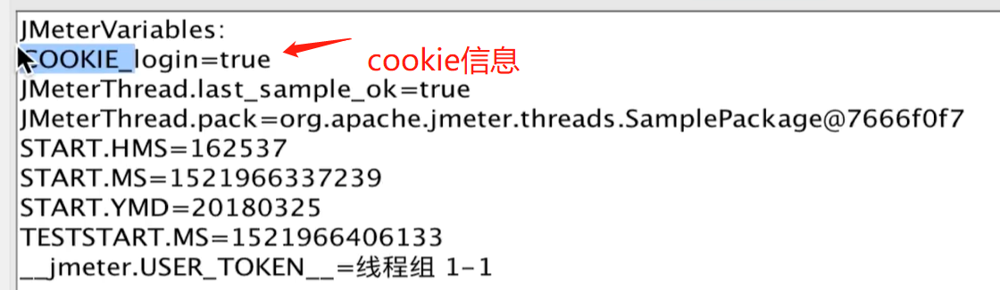 JMeterVariables:
COOKIE_login=true
cookie信息
JMeterThread.last_sample_ok=true
JMeterThread.pack=org.apache.jmeter.threads.SamplePackage@7666f0f7
START.HMS=162537
START.MS=1521966337239
START.YMD=20180325
TESTSTART.MS=1521966406133
__jmeter.USER_TOKEN__=线程组 1-1